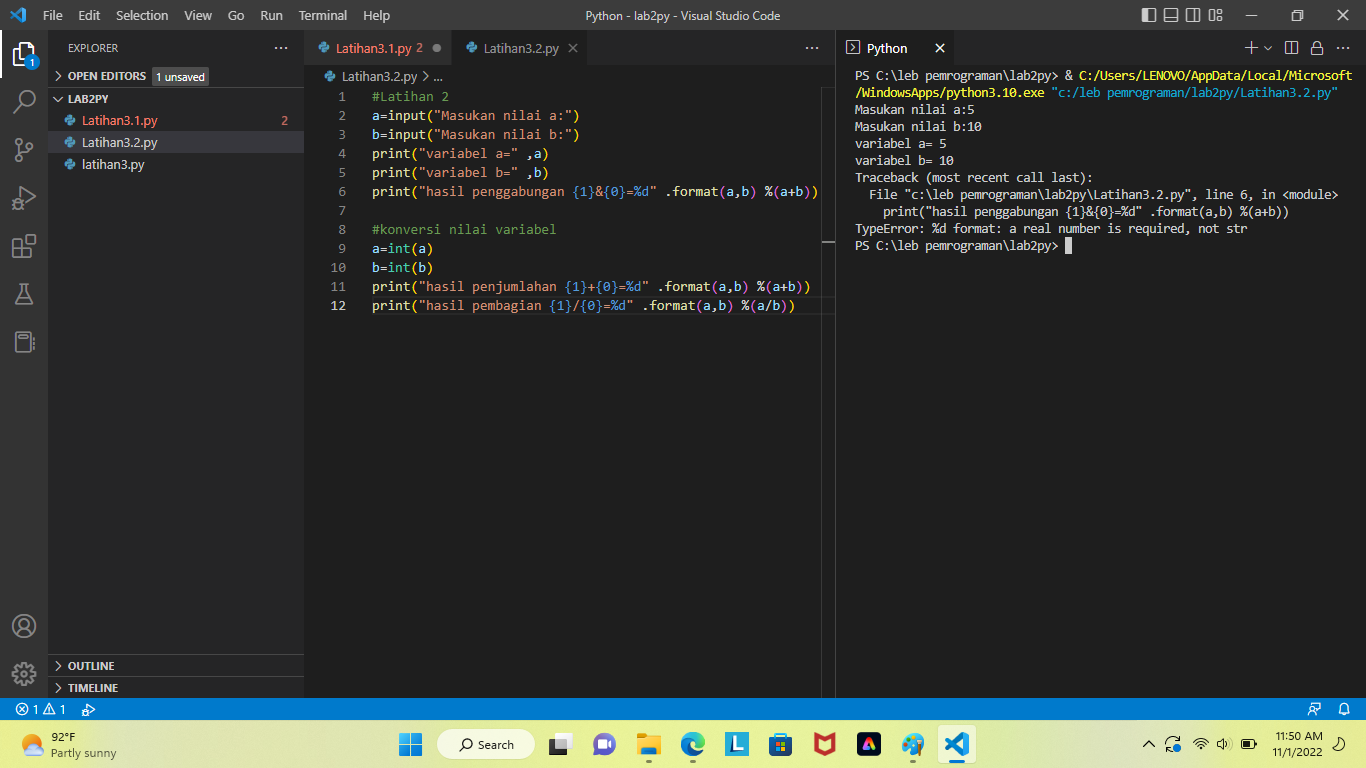 File Edit Selection View Go Run Terminal Help
Python - lab2py - Visual Studio Code
EXPLORER
OPEN EDITORS 1 unsaved
LAB2PY
Latihan3.1.py 2
Latihan3.2.py
latihan3.py
OUTLINE
TIMELINE
1
Latihan3.1.py 2 Latihan3.2.py
Latihan3.2.py > ...
1 #Latihan 2
2 a=input("Masukan nilai a:")
3 b=input("Masukan nilai b:")
4 print("variabel a=" ,a)
5 print("variabel b=" ,b)
6 print("hasil penggabungan {1}&{0}=%d" .format(a,b) %(a+b))
7
8 #konversi nilai variabel
9 a=int(a)
10 b=int(b)
11 print("hasil penjumlahan {1}+{0}=%d" .format(a,b) %(a+b))
12 print("hasil pembagian {1}/{0}=%d" .format(a,b) %(a/b))
Python
PS C:\leb pemrograman\lab2py> & C:/Users/LENOVO/AppData/Local/Microsoft
/WindowsApps/python3.10.exe "c:/leb pemrograman/lab2py/Latihan3.2.py"
Masukan nilai a:5
Masukan nilai b:10
variabel a= 5
variabel b= 10
Traceback (most recent call last):
File "c:\leb pemrograman\lab2py\Latihan3.2.py", line 6, in <module>
print("hasil penggabungan {1}&{0}=%d" .format(a,b) %(a+b))
TypeError: %d format: a real number is required, not str
PS C:\leb pemrograman\lab2py>
1 1
92°F
Partly sunny
Search
L
11:50 AM
11/1/2022